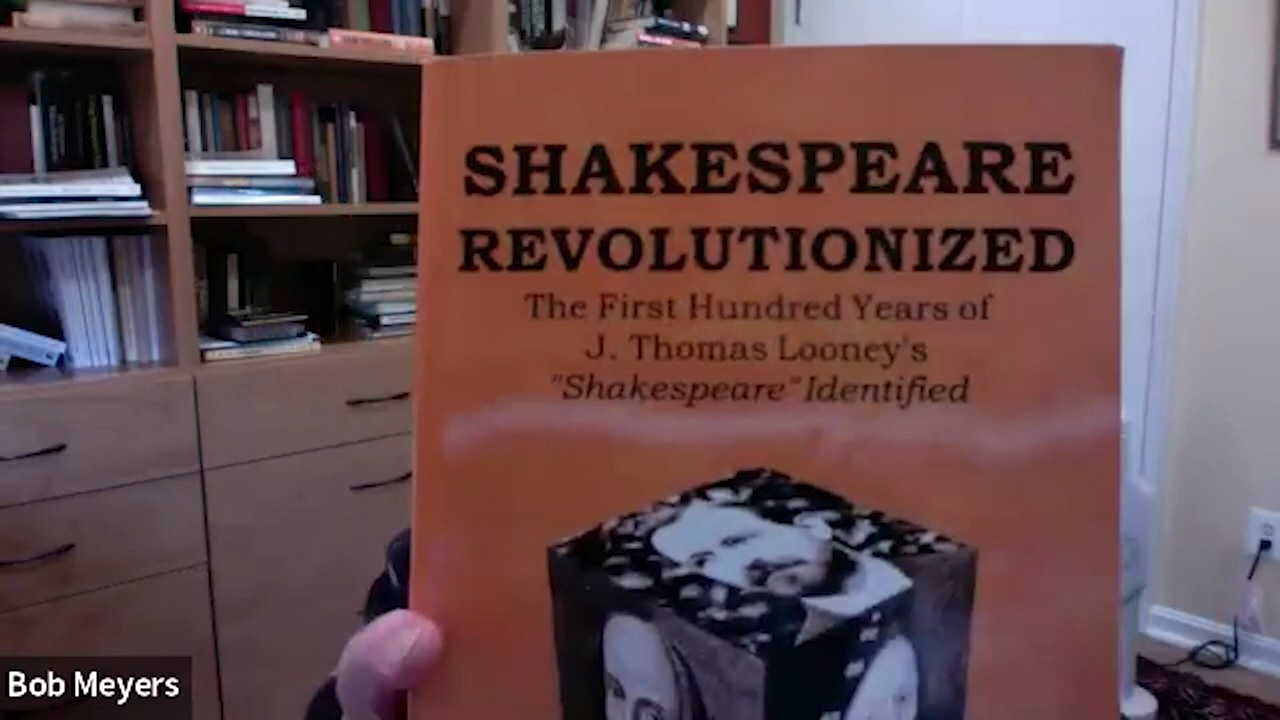 SHAKESPEARE
REVOLUTIONIZED
The First Hundred Years of
J. Thomas Looney's
"Shakespeare" Identified
Bob Meyers